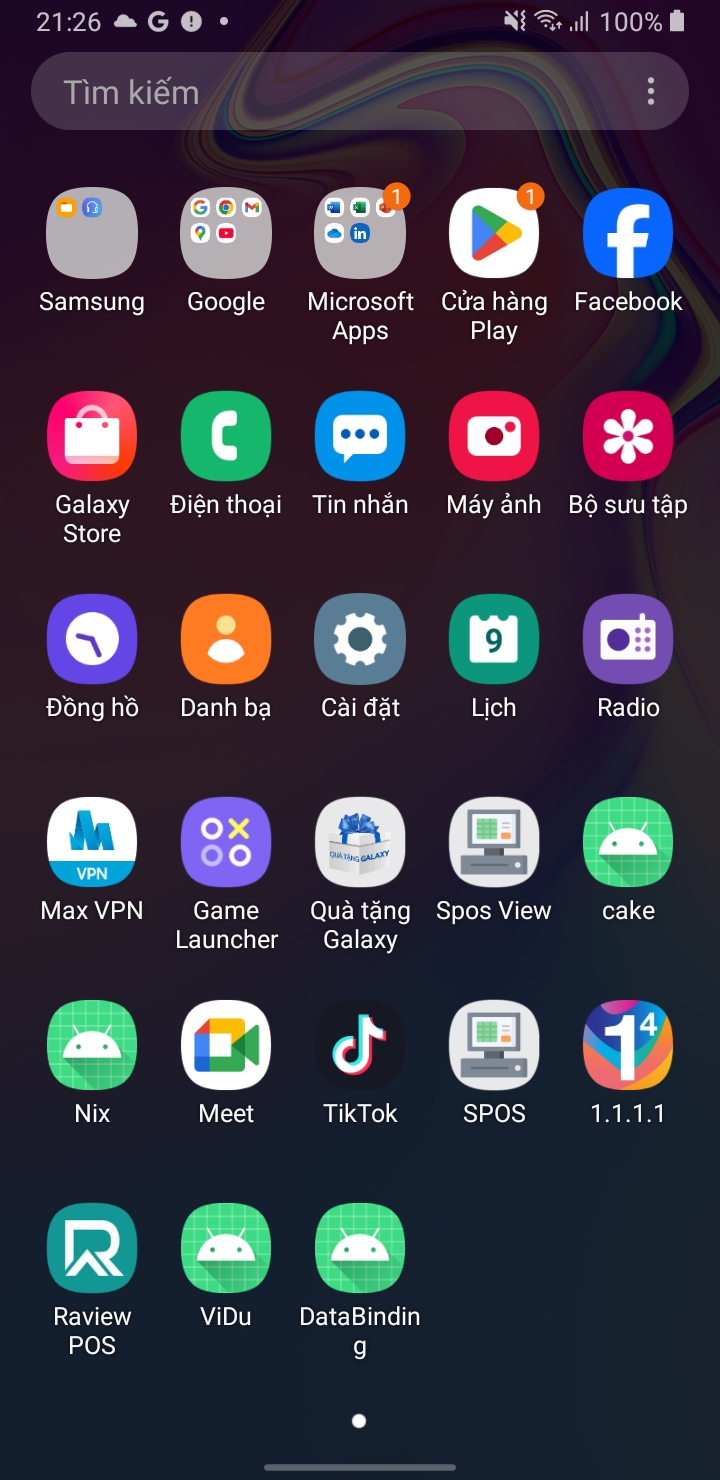 21:26
100%
Tìm kiếm
1
1
Samsung
Google
Microsoft
Apps
Cửa hàng
Play
Facebook
Galaxy
Store
Điện thoại
Tin nhắn
Máy ảnh
Bộ sưu tập
9
Đồng hồ
Danh bạ
Cài đặt
Lịch
Radio
VPN
QUÀ TẶNG GALAXY
Max VPN
Game
Launcher
Quà tặng
Galaxy
Spos View
cake
1⁴
Nix
Meet
TikTok
SPOS
1.1.1.1
Raview
POS
ViDu
DataBindin
g